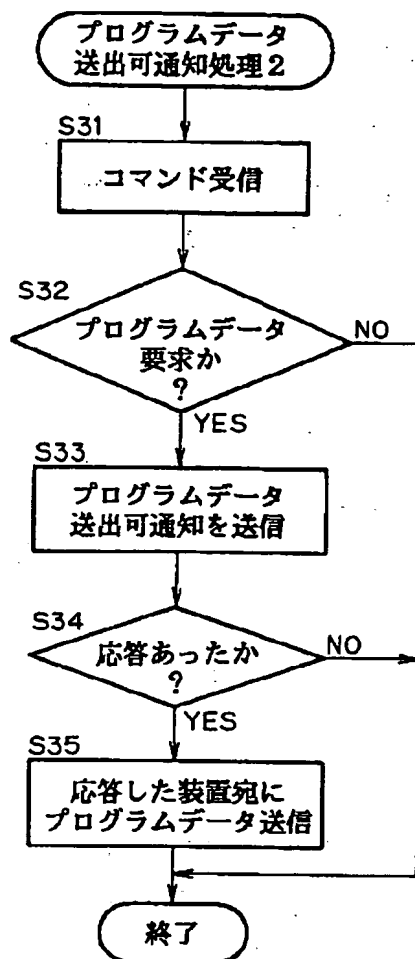 プログラムデータ
送出可通知処理2
S31
コマンド受信
S32
プログラムデータ
要求か
?
NO
YES
S33
プログラムデータ
送出可通知を送信
S34
応答あったか
?
NO
YES
S35
応答した装置宛に
プログラムデータ送信
終了